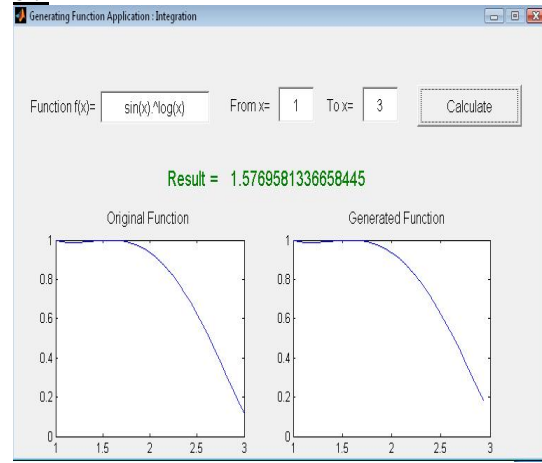 Generating Function Application : Integration
Function f(x)= sin(x).^log(x) From x= 1 To x= 3 Calculate
Result = 1.5769581336658445
Original Function Generated Function
1 1
0.8 0.8
0.6 0.6
0.4 0.4
0.2 0.2
0 0
1 1.5 2 2.5 3 1 1.5 2 2.5 3